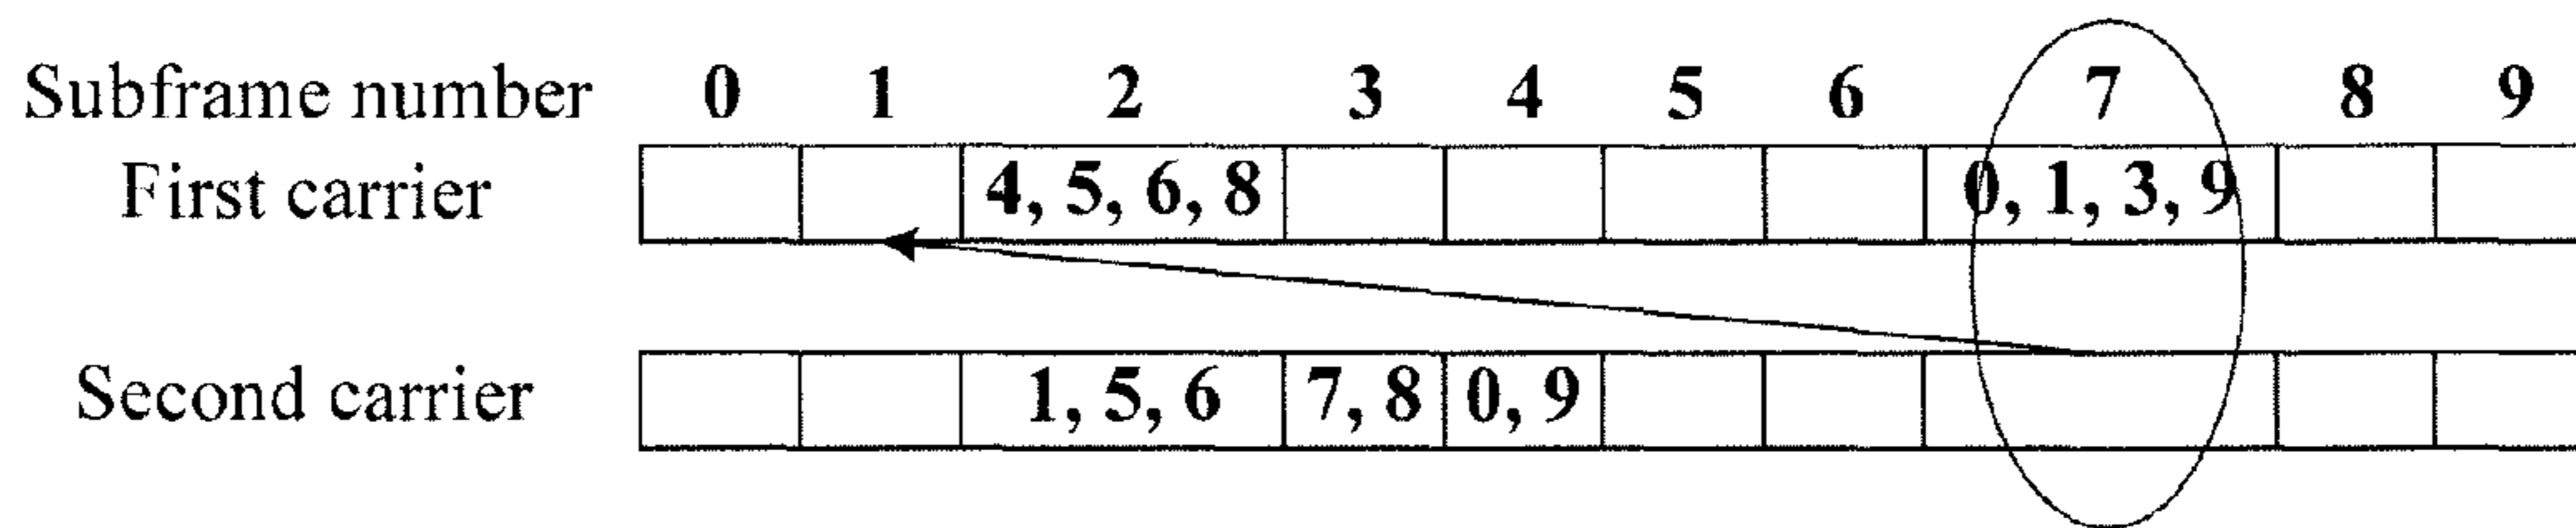 Subframe number 0 1 2 3 4 5 6 7 8 9
First carrier 4, 5, 6, 8 0, 1, 3, 9
Second carrier 1, 5, 6 7, 8 0, 9